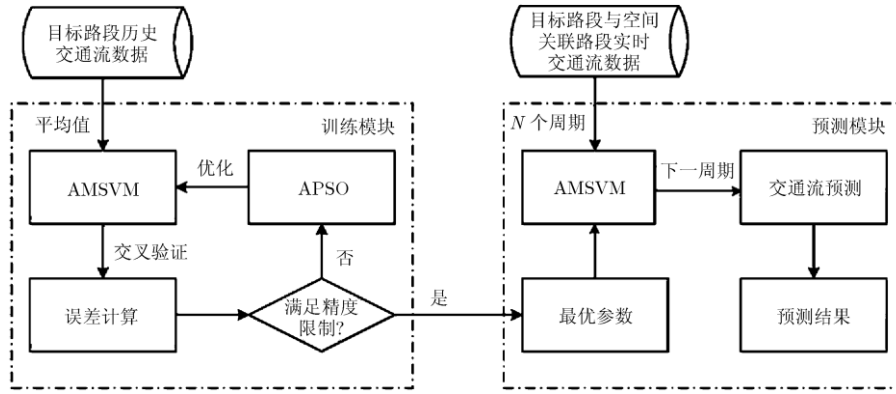 目标路段历史
交通流数据
平均值
训练模块
AMSVM
优化
APSO
交叉验证
否
误差计算
满足精度
限制?
是
目标路段与空间
关联路段实时
交通流数据
N 个周期
预测模块
AMSVM
下一周期
交通流预测
最优参数
预测结果